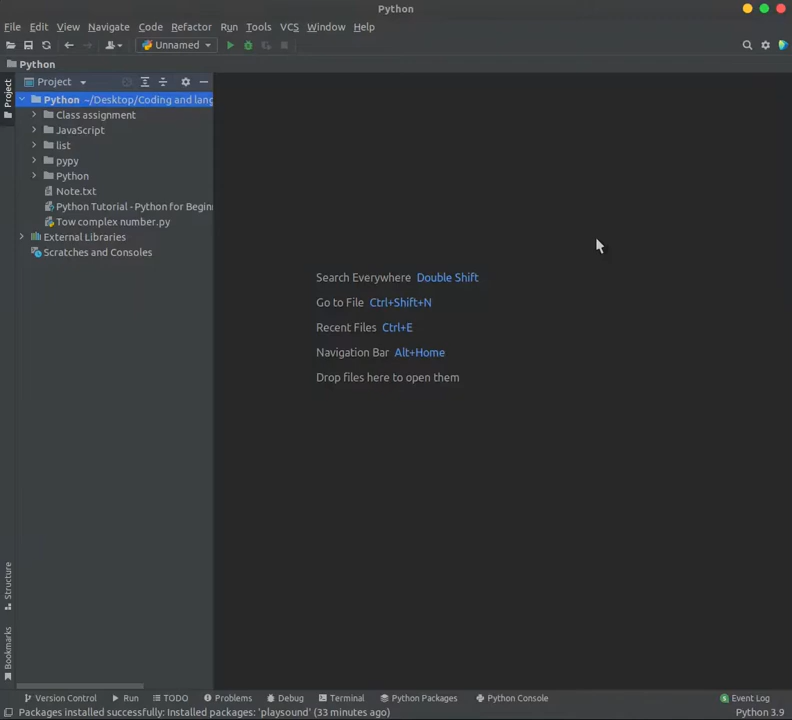 Python
File Edit View Navigate Code Refactor Run Tools VCS Window Help
Unnamed
Python
Project
Project
Python ~/Desktop/Coding and lang
Class assignment
JavaScript
list
pypy
Python
Note.txt
Python Tutorial - Python for Begin
Tow complex number.py
External Libraries
Scratches and Consoles
Search Everywhere Double Shift
Go to File Ctrl+Shift+N
Recent Files Ctrl+E
Navigation Bar Alt+Home
Drop files here to open them
Structure
Bookmarks
Version Control Run TODO Problems Debug Terminal Python Packages Python Console Event Log
Packages installed successfully: Installed packages: 'playsound' (33 minutes ago) Python 3.9